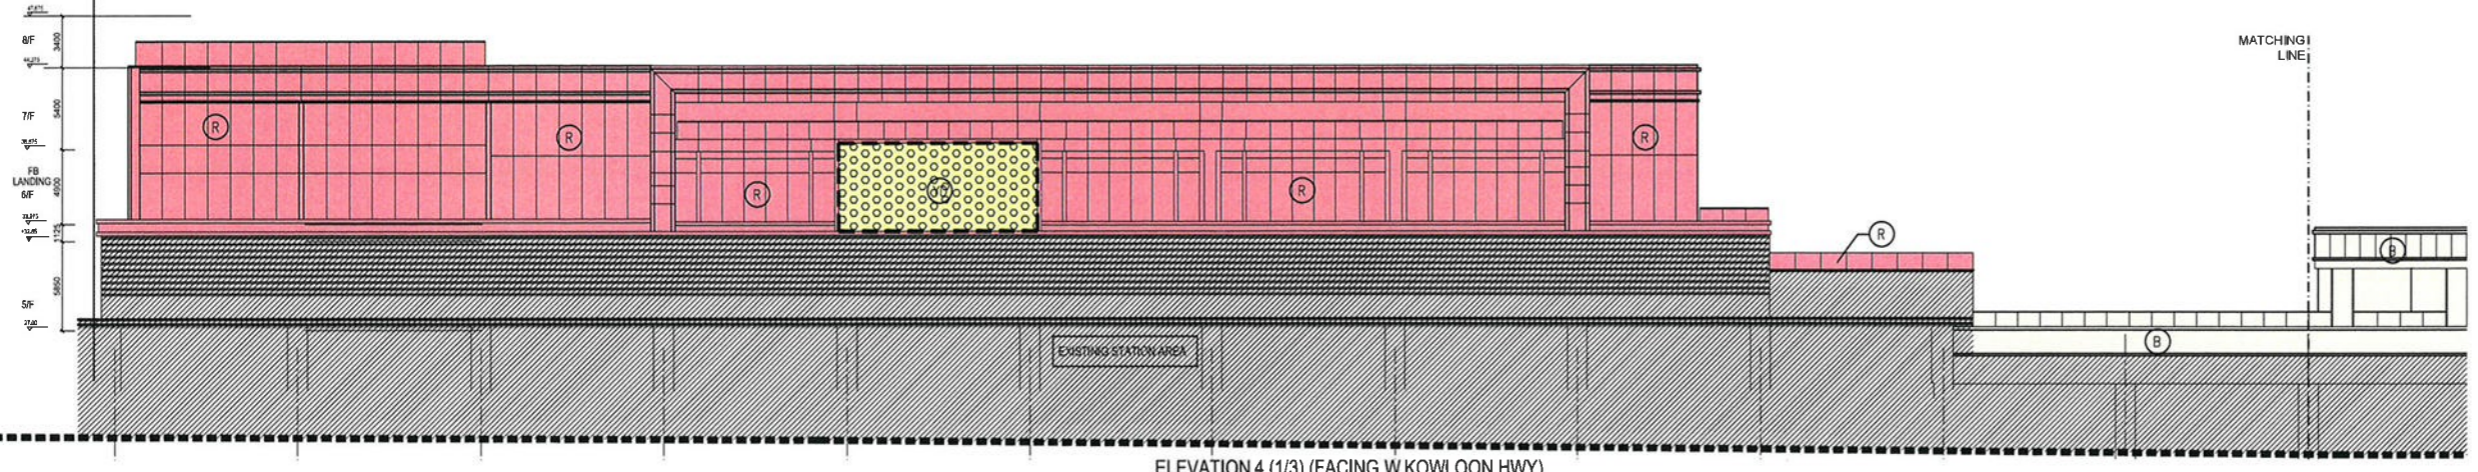 8/F
3400
MATCHING
LINE
7/F
5400
R
R
R
FB
LANDING
6/F
4900
R
R
1125
R
B
5/F
5850
B
EXISTINIG STATION AREA
ELEVATION 4 (1/3) (FACING W KOWLOON HWY)